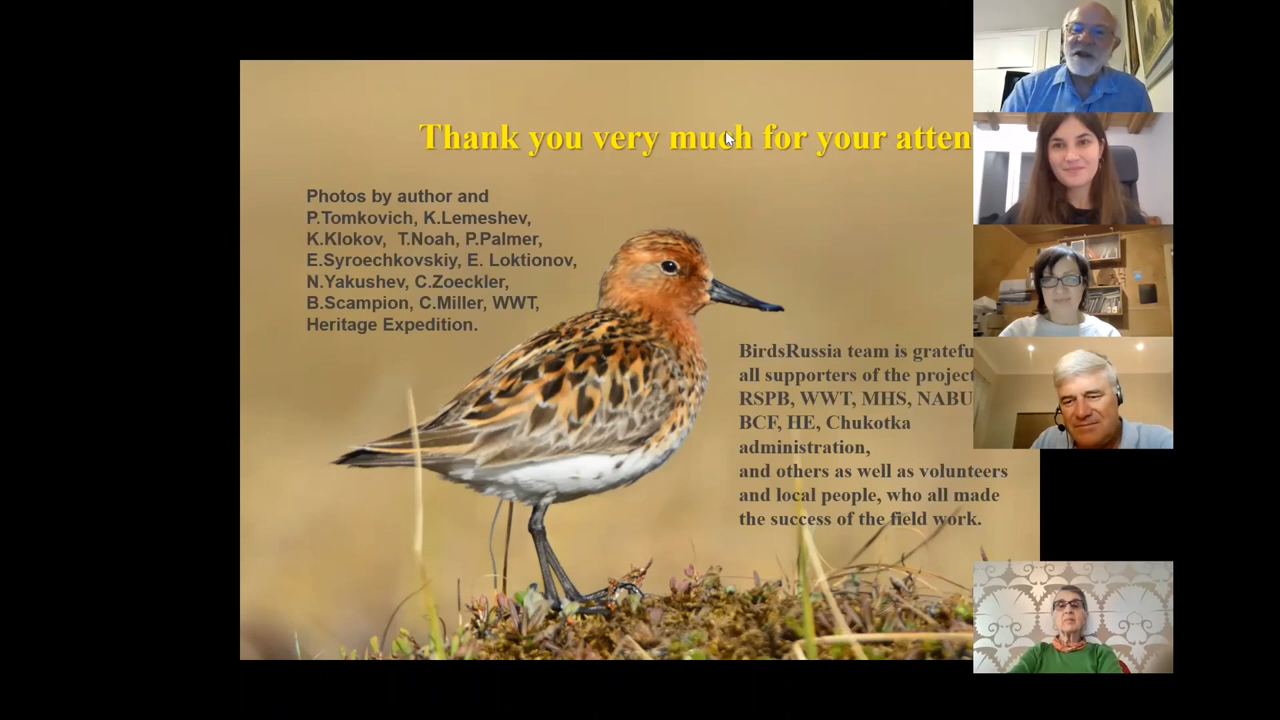 Thank you very much for your atten
Photos by author and
P.Tomkovich, K.Lemeshev,
K.Klokov, T.Noah, P.Palmer,
E.Syroechkovskiy, E. Loktionov,
N.Yakushev, C.Zoeckler,
B.Scampion, C.Miller, WWT,
Heritage Expedition.
BirdsRussia team is gratefu
all supporters of the project
RSPB, WWT, MHS, NABU
BCF, HE, Chukotka
administration,
and others as well as volunteers
and local people, who all made
the success of the field work.